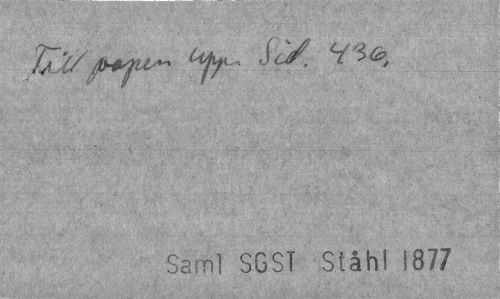 Till papen upp. Sid. 436.
Saml SGST Ståhl 1877